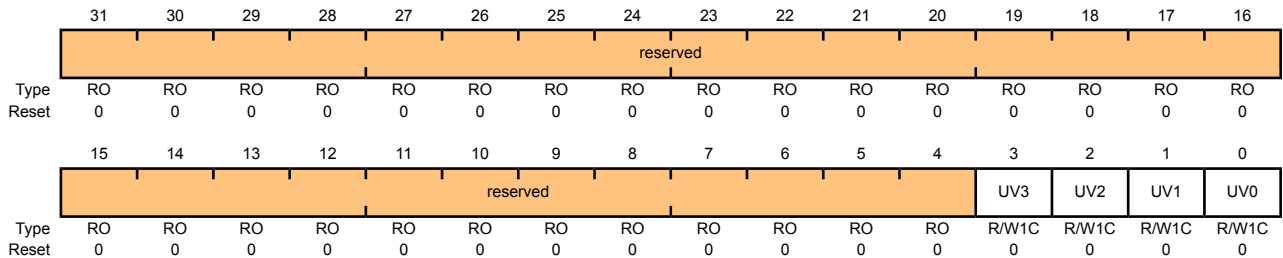 31 30 29 28 27 26 25 24 23 22 21 20 19 18 17 16
reserved
Type RO RO RO RO RO RO RO RO RO RO RO RO RO RO RO RO
Reset 0 0 0 0 0 0 0 0 0 0 0 0 0 0 0 0
15 14 13 12 11 10 9 8 7 6 5 4 3 2 1 0
reserved UV3 UV2 UV1 UV0
Type RO RO RO RO RO RO RO RO RO RO RO RO R/W1C R/W1C R/W1C R/W1C
Reset 0 0 0 0 0 0 0 0 0 0 0 0 0 0 0 0